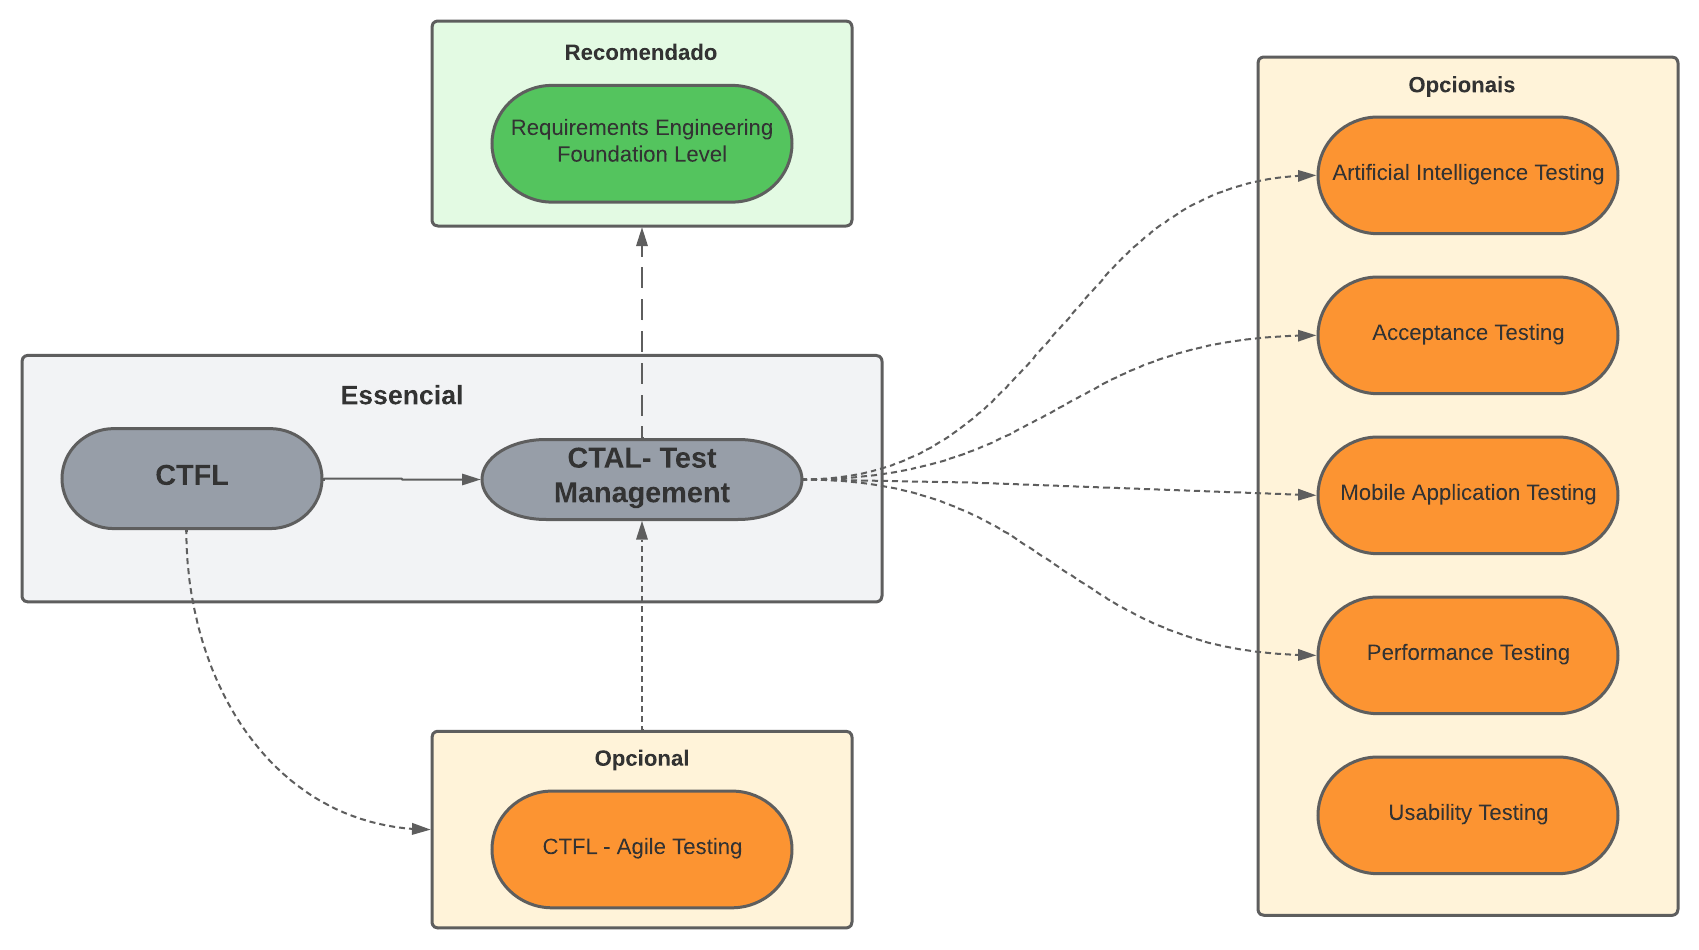 Recomendado
Requirements Engineering
Foundation Level
Essencial
CTFL
CTAL- Test
Management
Opcional
CTFL - Agile Testing
Opcionais
Artificial Intelligence Testing
Acceptance Testing
Mobile Application Testing
Performance Testing
Usability Testing